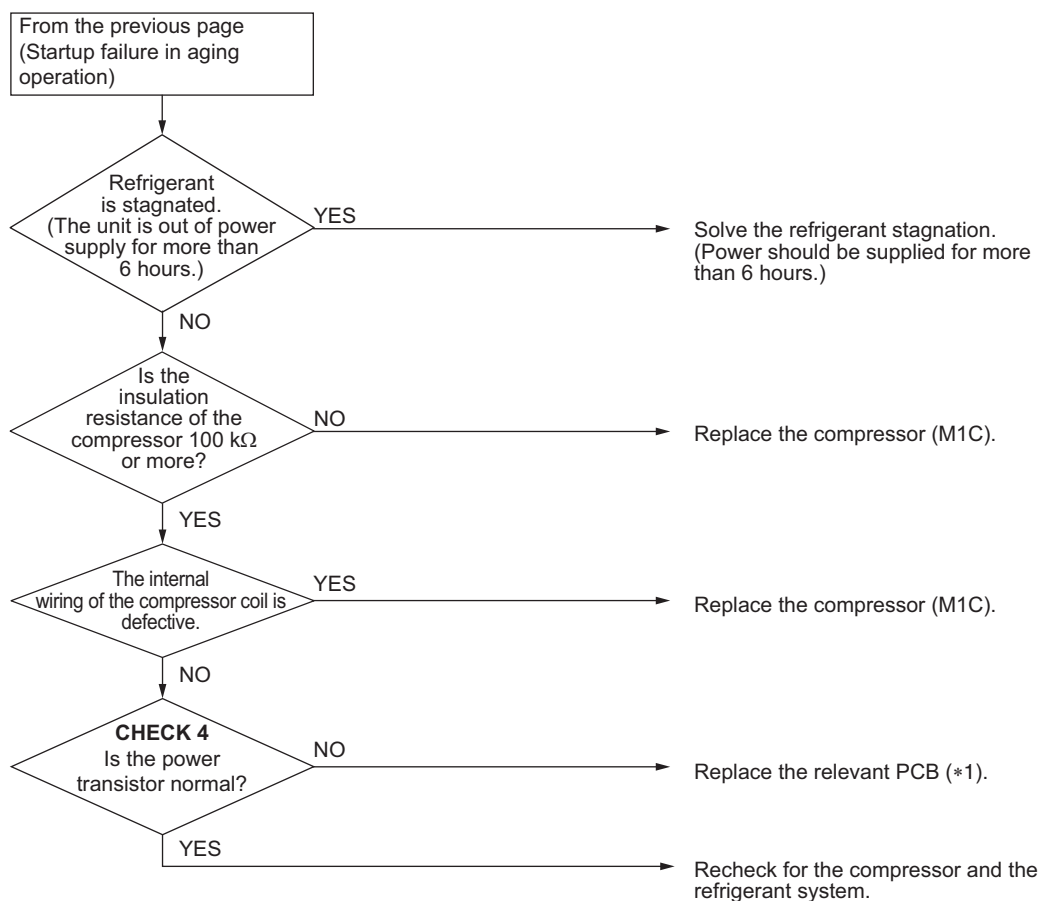 From the previous page
(Startup failure in aging
operation)
Refrigerant
is stagnated.
(The unit is out of power
supply for more than
6 hours.)
YES
Solve the refrigerant stagnation.
(Power should be supplied for more
than 6 hours.)
NO
Is the
insulation
resistance of the
compressor 100 kΩ
or more?
NO
Replace the compressor (M1C).
YES
The internal
wiring of the compressor coil is
defective.
YES
Replace the compressor (M1C).
NO
CHECK 4
Is the power
transistor normal?
NO
Replace the relevant PCB (∗1).
YES
Recheck for the compressor and the
refrigerant system.